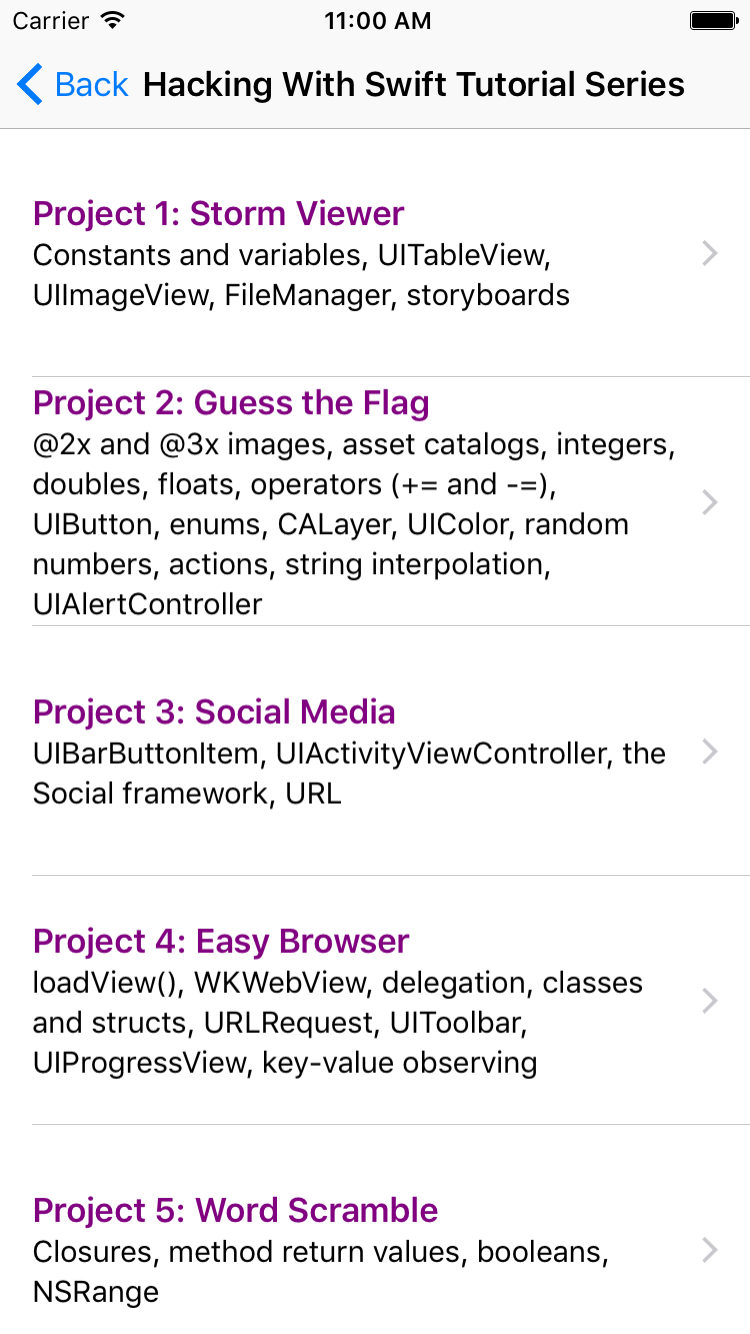 Carrier 11:00 AM
Back Hacking With Swift Tutorial Series
Project 1: Storm Viewer
Constants and variables, UITableView,
UIImageView, FileManager, storyboards
Project 2: Guess the Flag
@2x and @3x images, asset catalogs, integers,
doubles, floats, operators (+= and -=),
UIButton, enums, CALayer, UIColor, random
numbers, actions, string interpolation,
UIAlertController
Project 3: Social Media
UIBarButtonItem, UIActivityViewController, the
Social framework, URL
Project 4: Easy Browser
loadView(), WKWebView, delegation, classes
and structs, URLRequest, UIToolbar,
UIProgressView, key-value observing
Project 5: Word Scramble
Closures, method return values, booleans,
NSRange